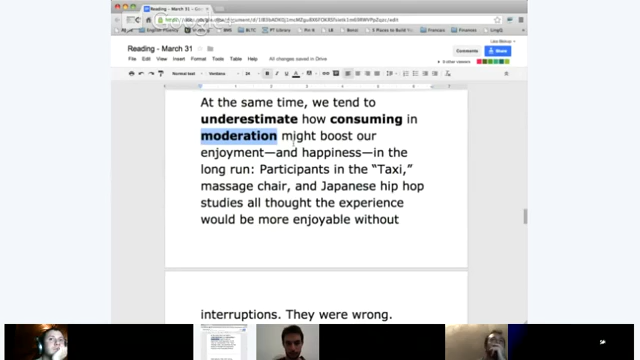 Reading - March 31
Comments
Share
File Edit View Insert Format Tools Table Help All changes saved in Drive
Normal text Verdana
At the same time, we tend to
underestimate how consuming in
moderation might boost our
enjoyment—and happiness—in the
long run: Participants in the “Taxi,”
massage chair, and Japanese hip hop
studies all thought the experience
would be more enjoyable without
interruptions. They were wrong.